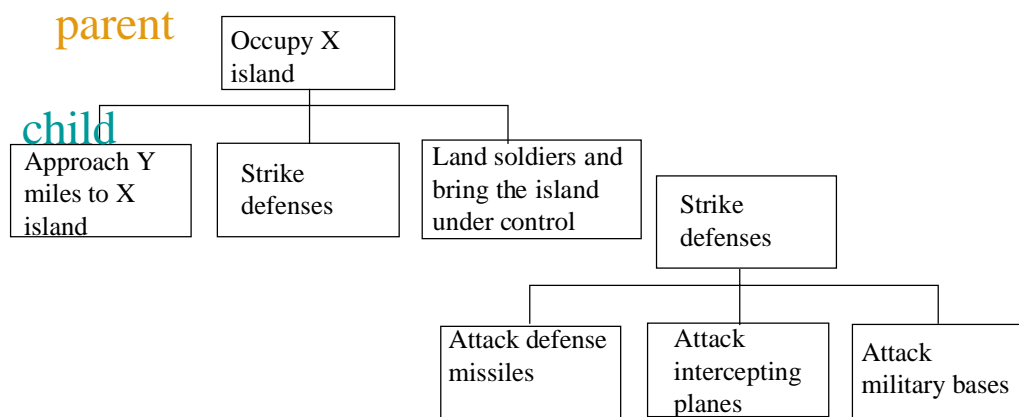 parent
Occupy X
island
child
Approach Y
miles to X
island
Strike
defenses
Land soldiers and
bring the island
under control
Strike
defenses
Attack defense
missiles
Attack
intercepting
planes
Attack
military bases